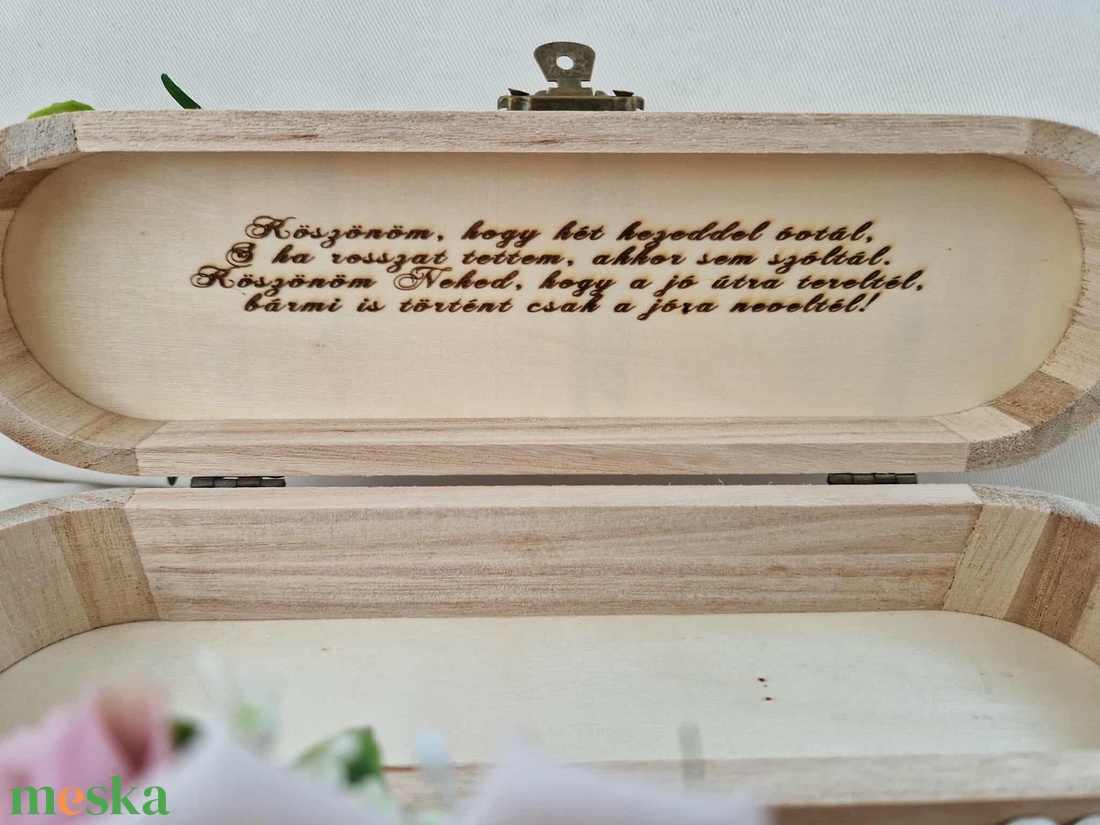 Köszönöm, hogy két kezeddel óvtál,
S ha rosszat tettem, akkor sem szóltál.
Köszönöm Neked, hogy a jó útra tereltél,
bármi is történt csak a jóra neveltél!
meska